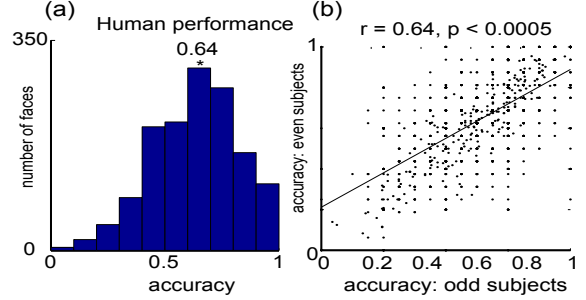 (a)
Human performance
0.64
*
350
number of faces
0
0
0.5
1
accuracy
(b)
r = 0.64, p < 0.0005
1
accuracy: even subjects
0
0
0.2
0.4
0.6
0.8
1
accuracy: odd subjects